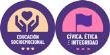 EDUCACIÓN
SOCIOEMOCIONAL
CÍVICA, ÉTICA
E INTEGRIDAD